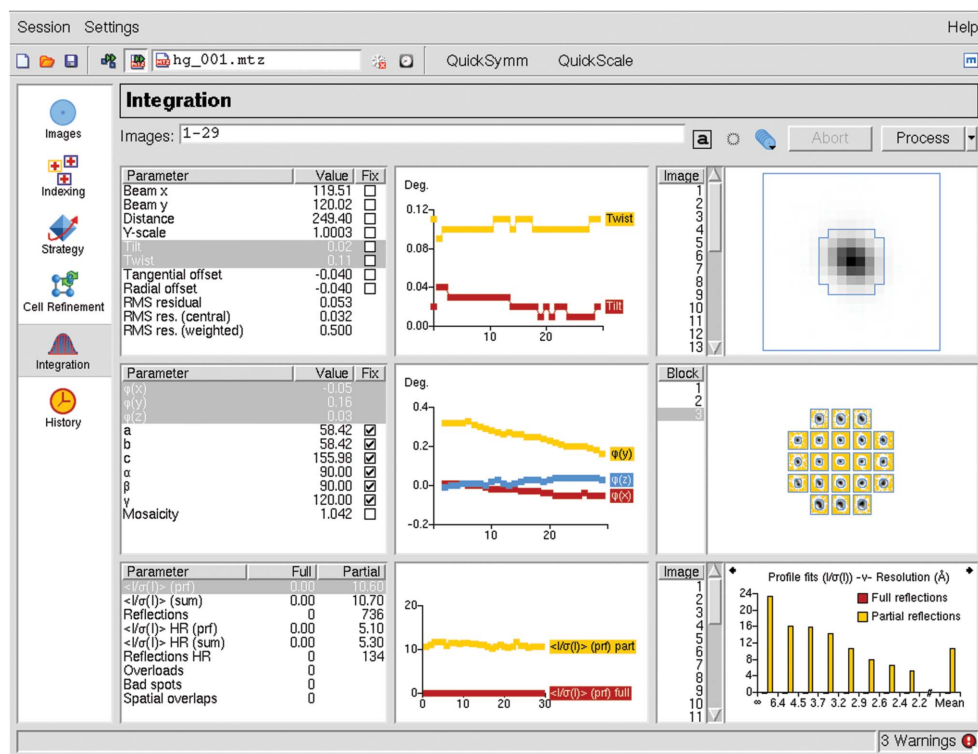 Session Settings Help
hg_001.mtz QuickSymm QuickScale m
Integration
Images: 1-29 a Abort Process
Images
Indexing
Strategy
Cell Refinement
Integration
History
Parameter Value Fix
Beam x 119.51
Beam y 120.02
Distance 249.40
Y-scale 1.0003
Tilt 0.02
Twist 0.11
Tangential offset -0.040
Radial offset -0.040
RMS residual 0.053
RMS res. (central) 0.032
RMS res. (weighted) 0.500
Deg.
0.12
0.08
0.04
0.00
10 20
Twist
Tilt
Image
1
2
3
4
5
6
7
8
9
10
11
12
13
Parameter Value Fix
φ(x) -0.05
φ(y) 0.16
φ(z) 0.03
a 58.42
b 58.42
c 155.98
α 90.00
β 90.00
γ 120.00
Mosaicity 1.042
Deg.
0.4
0.2
0.0
-0.2
10 20
φ(y)
φ(z)
φ(x)
Block
1
2
3
Parameter Full Partial
<I/σ(I)> (prf) 0.00 10.60
<I/σ(I)> (sum) 0.00 10.70
Reflections 0 736
<I/σ(I)> HR (prf) 0.00 5.10
<I/σ(I)> HR (sum) 0.00 5.30
Reflections HR 0 134
Overloads 0
Bad spots 0
Spatial overlaps 0
20
10
0
0 10 20 30
<I/σ(I)> (prf) part
<I/σ(I)> (prf) full
Image
1
2
3
4
5
6
7
8
9
10
11
Profile fits (I/σ(I)) -v- Resolution (Å)
Full reflections
Partial reflections
24
20
16
12
8
4
0
∞ 6.4 4.5 3.7 3.2 2.9 2.6 2.4 2.2 Mean
3 Warnings